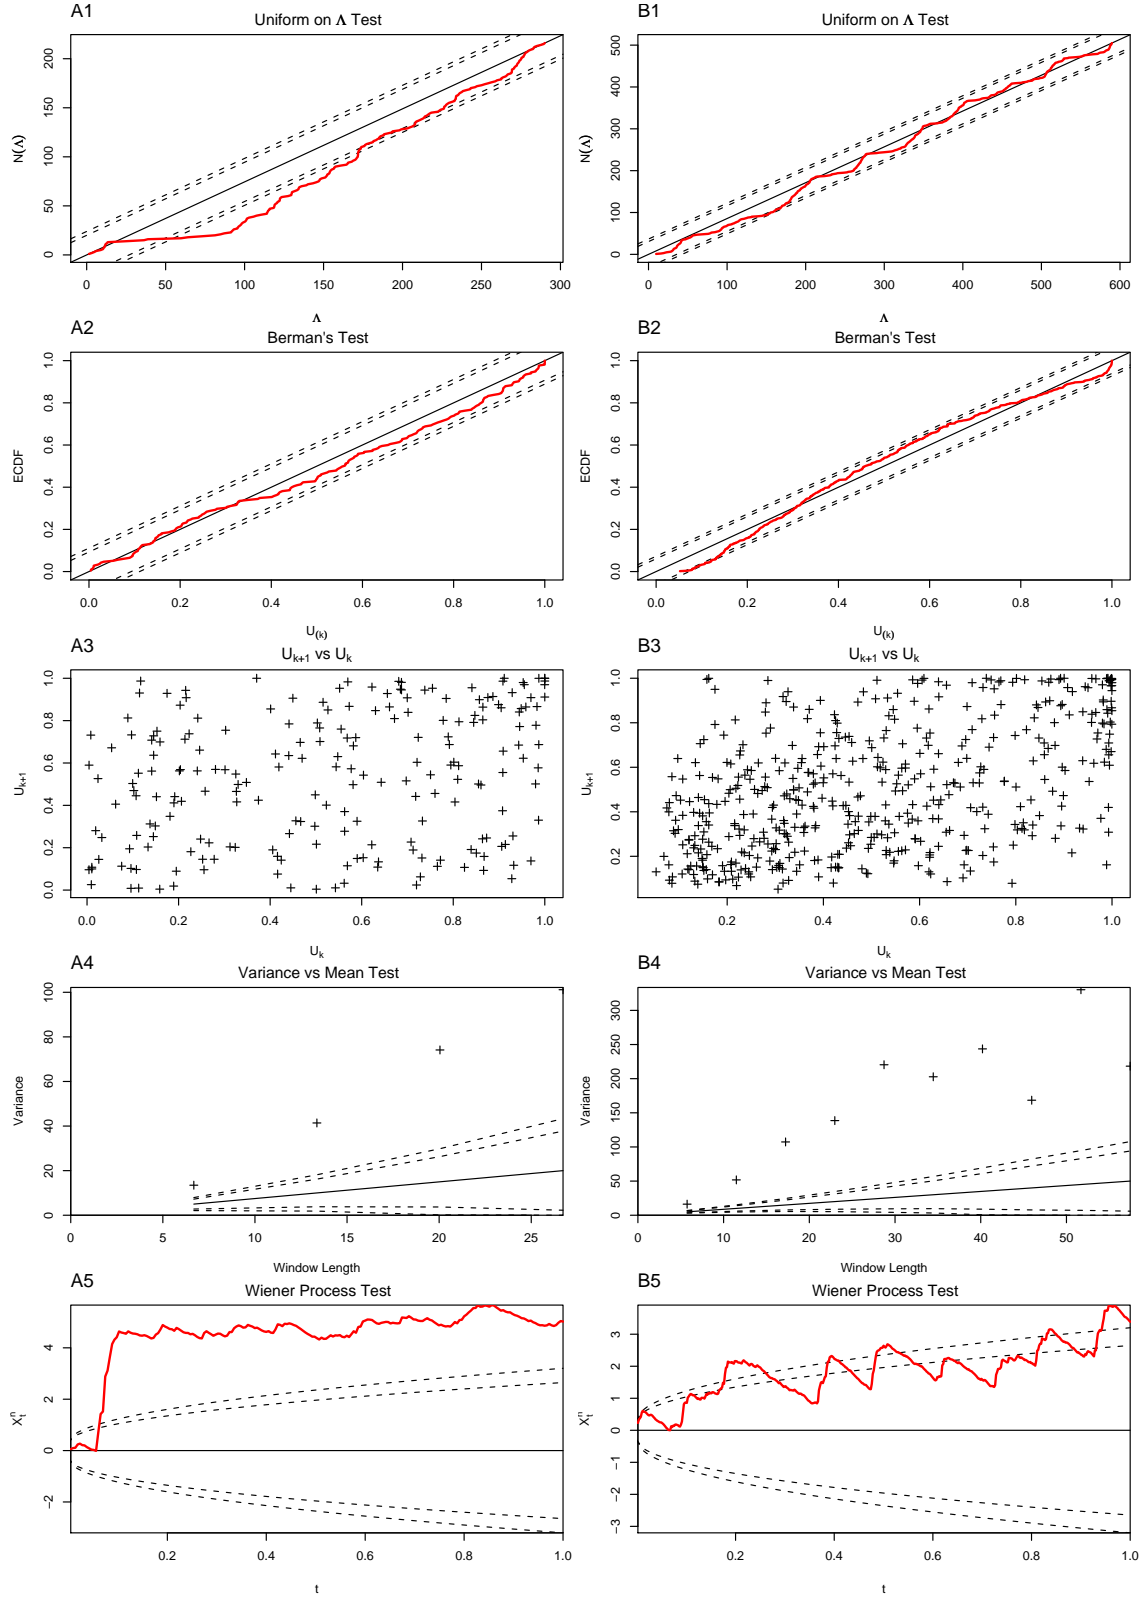 A1
Uniform on Λ Test
N(Λ)
0 50 100 150 200
0 50 100 150 200 250 300
Λ
B1
Uniform on Λ Test
N(Λ)
0 100 200 300 400 500
0 100 200 300 400 500 600
Λ
A2
Berman's Test
ECDF
0.0 0.2 0.4 0.6 0.8 1.0
0.0 0.2 0.4 0.6 0.8 1.0
U(k)
B2
Berman's Test
ECDF
0.0 0.2 0.4 0.6 0.8 1.0
0.0 0.2 0.4 0.6 0.8 1.0
U(k)
A3
Uk+1 vs Uk
Uk+1
0.0 0.2 0.4 0.6 0.8 1.0
0.0 0.2 0.4 0.6 0.8 1.0
Uk
B3
Uk+1 vs Uk
Uk+1
0.2 0.4 0.6 0.8 1.0
0.2 0.4 0.6 0.8 1.0
Uk
A4
Variance vs Mean Test
Variance
0 20 40 60 80 100
0 5 10 15 20 25
Window Length
B4
Variance vs Mean Test
Variance
0 50 100 150 200 250 300
0 10 20 30 40 50
Window Length
A5
Wiener Process Test
Xtn
−2 0 2 4
0.2 0.4 0.6 0.8 1.0
t
B5
Wiener Process Test
Xtn
−3 −2 −1 0 1 2 3
0.2 0.4 0.6 0.8 1.0
t